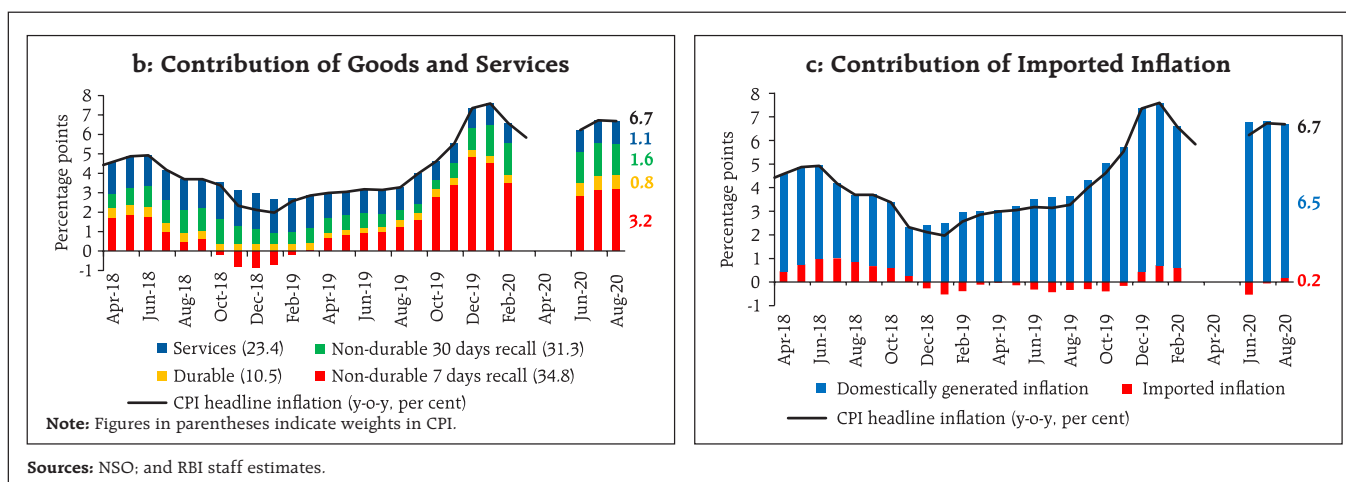 b: Contribution of Goods and Services
Percentage points
8
7
6
5
4
3
2
1
0
-1
6.7
1.1
1.6
0.8
3.2
Apr-18
Jun-18
Aug-18
Oct-18
Dec-18
Feb-19
Apr-19
Jun-19
Aug-19
Oct-19
Dec-19
Feb-20
Apr-20
Jun-20
Aug-20
Services (23.4) Non-durable 30 days recall (31.3)
Durable (10.5) Non-durable 7 days recall (34.8)
CPI headline inflation (y-o-y, per cent)
Note: Figures in parentheses indicate weights in CPI.
c: Contribution of Imported Inflation
Percentage points
8
7
6
5
4
3
2
1
0
-1
6.7
6.5
0.2
Apr-18
Jun-18
Aug-18
Oct-18
Dec-18
Feb-19
Apr-19
Jun-19
Aug-19
Oct-19
Dec-19
Feb-20
Apr-20
Jun-20
Aug-20
Domestically generated inflation Imported inflation
CPI headline inflation (y-o-y, per cent)
Sources: NSO; and RBI staff estimates.